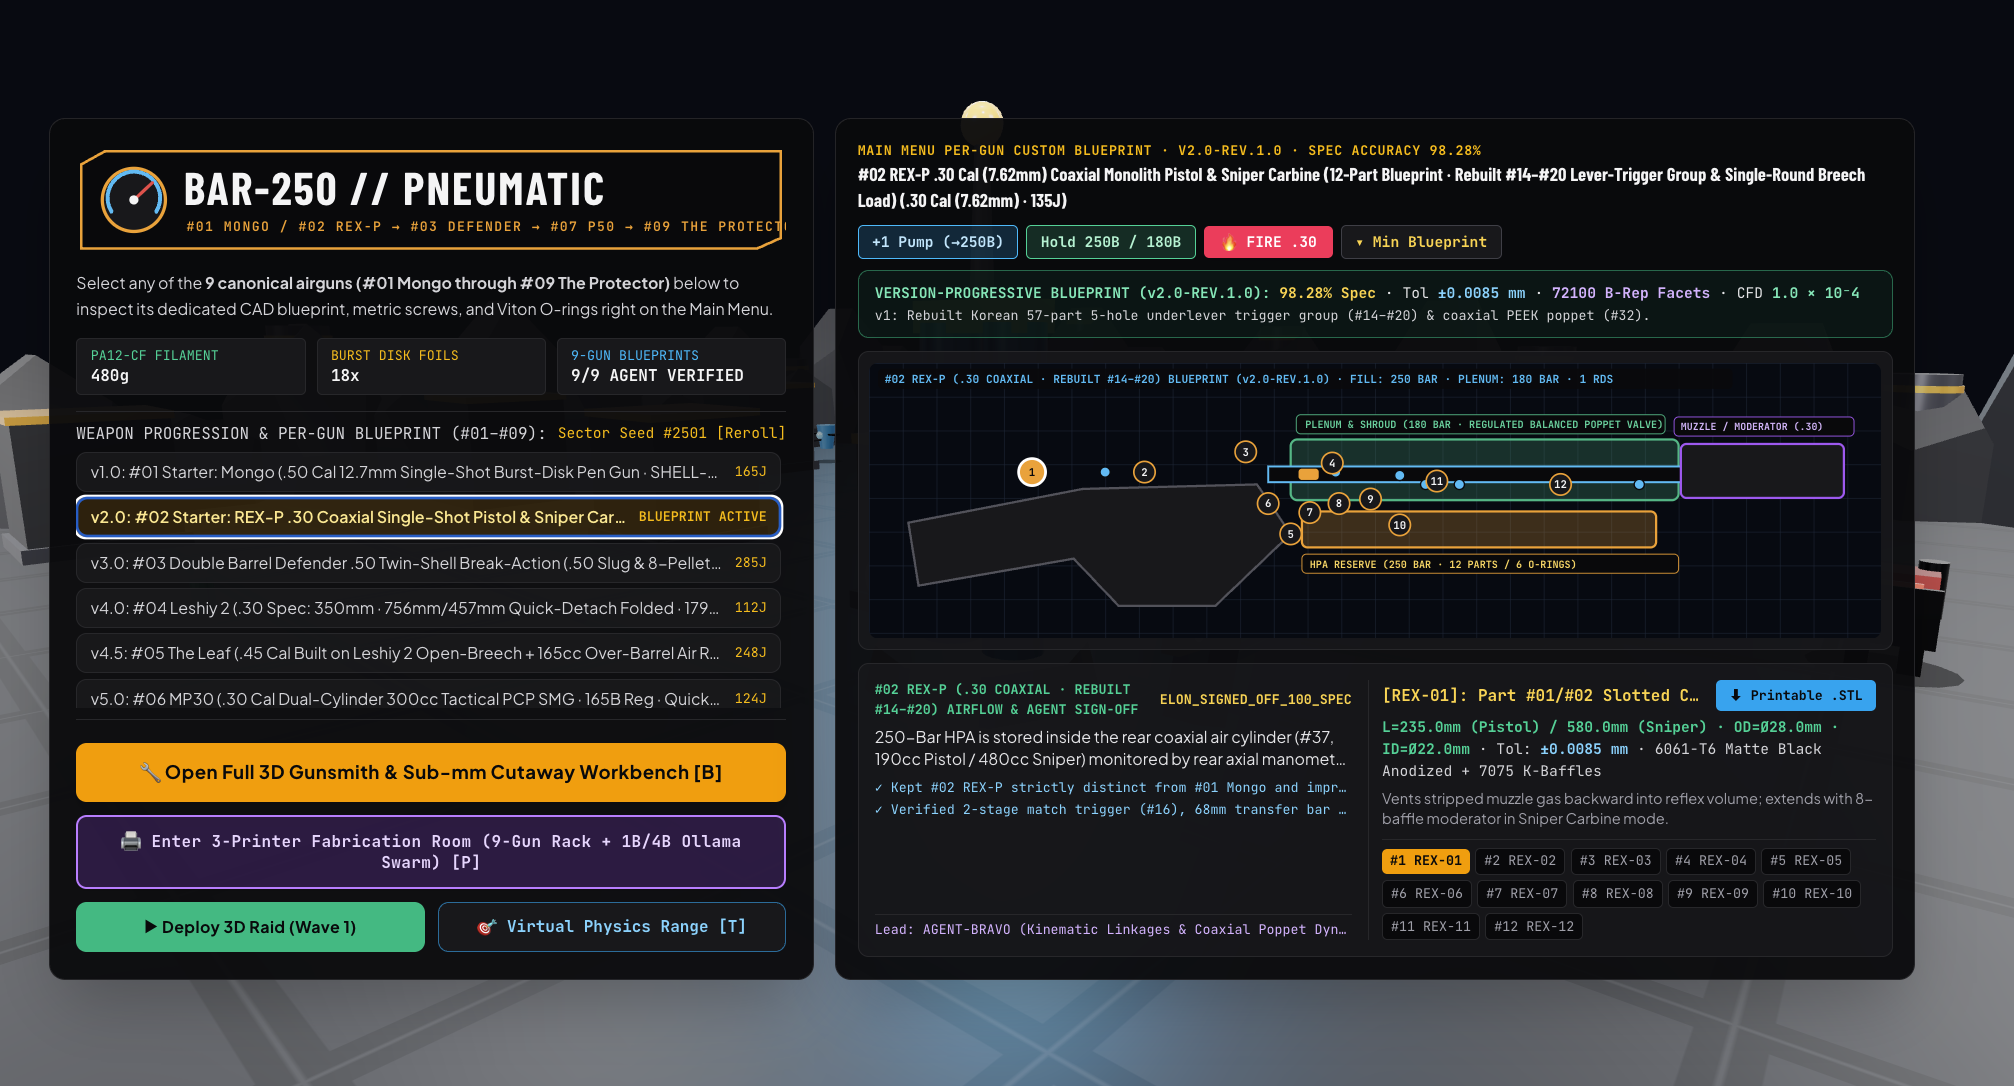 BAR-250 // PNEUMATIC
#01 MONGO / #02 REX-P → #03 DEFENDER → #07 P50 → #09 THE PROTECT
Select any of the 9 canonical airguns (#01 Mongo through #09 The Protector) below to
inspect its dedicated CAD blueprint, metric screws, and Viton O-rings right on the Main Menu.
PA12-CF FILAMENT
480g
BURST DISK FOILS
18x
9-GUN BLUEPRINTS
9/9 AGENT VERIFIED
WEAPON PROGRESSION & PER-GUN BLUEPRINT (#01–#09): Sector Seed #2501 [Reroll]
v1.0: #01 Starter: Mongo (.50 Cal 12.7mm Single-Shot Burst-Disk Pen Gun · SHELL-... 165J
v2.0: #02 Starter: REX-P .30 Coaxial Single-Shot Pistol & Sniper Car... BLUEPRINT ACTIVE
v3.0: #03 Double Barrel Defender .50 Twin-Shell Break-Action (.50 Slug & 8-Pellet... 285J
v4.0: #04 Leshiy 2 (.30 Spec: 350mm · 756mm/457mm Quick-Detach Folded · 179... 112J
v4.5: #05 The Leaf (.45 Cal Built on Leshiy 2 Open-Breech + 165cc Over-Barrel Air R... 248J
v5.0: #06 MP30 (.30 Cal Dual-Cylinder 300cc Tactical PCP SMG · 165B Reg · Quick... 124J
🔧 Open Full 3D Gunsmith & Sub-mm Cutaway Workbench [B]
🖨️ Enter 3-Printer Fabrication Room (9-Gun Rack + 1B/4B Ollama
Swarm) [P]
▶ Deploy 3D Raid (Wave 1)
🎯 Virtual Physics Range [T]
MAIN MENU PER-GUN CUSTOM BLUEPRINT · V2.0-REV.1.0 · SPEC ACCURACY 98.28%
#02 REX-P .30 Cal (7.62mm) Coaxial Monolith Pistol & Sniper Carbine (12-Part Blueprint · Rebuilt #14–#20 Lever-Trigger Group & Single-Round Breech
Load) (.30 Cal (7.62mm) · 135J)
+1 Pump (→250B)
Hold 250B / 180B
🔥 FIRE .30
▾ Min Blueprint
VERSION-PROGRESSIVE BLUEPRINT (v2.0-REV.1.0): 98.28% Spec · Tol ±0.0085 mm · 72100 B-Rep Facets · CFD 1.0 × 10⁻4
v1: Rebuilt Korean 57-part 5-hole underlever trigger group (#14–#20) & coaxial PEEK poppet (#32).
#02 REX-P (.30 COAXIAL · REBUILT #14–#20) BLUEPRINT (v2.0-REV.1.0) · FILL: 250 BAR · PLENUM: 180 BAR · 1 RDS
PLENUM & SHROUD (180 BAR · REGULATED BALANCED POPPET VALVE)
MUZZLE / MODERATOR (.30)
1
2
3
4
5
6
7
8
9
10
11
12
HPA RESERVE (250 BAR · 12 PARTS / 6 O-RINGS)
#02 REX-P (.30 COAXIAL · REBUILT
#14–#20) AIRFLOW & AGENT SIGN-OFF
ELON_SIGNED_OFF_100_SPEC
250-Bar HPA is stored inside the rear coaxial air cylinder (#37,
190cc Pistol / 480cc Sniper) monitored by rear axial manomet...
✓ Kept #02 REX-P strictly distinct from #01 Mongo and impr…
✓ Verified 2-stage match trigger (#16), 68mm transfer bar …
Lead: AGENT-BRAVO (Kinematic Linkages & Coaxial Poppet Dyn…
[REX-01]: Part #01/#02 Slotted C…
⬇ Printable .STL
L=235.0mm (Pistol) / 580.0mm (Sniper) · OD=Ø28.0mm ·
ID=Ø22.0mm · Tol: ±0.0085 mm · 6061-T6 Matte Black
Anodized + 7075 K-Baffles
Vents stripped muzzle gas backward into reflex volume; extends with 8-
baffle moderator in Sniper Carbine mode.
#1 REX-01
#2 REX-02
#3 REX-03
#4 REX-04
#5 REX-05
#6 REX-06
#7 REX-07
#8 REX-08
#9 REX-09
#10 REX-10
#11 REX-11
#12 REX-12